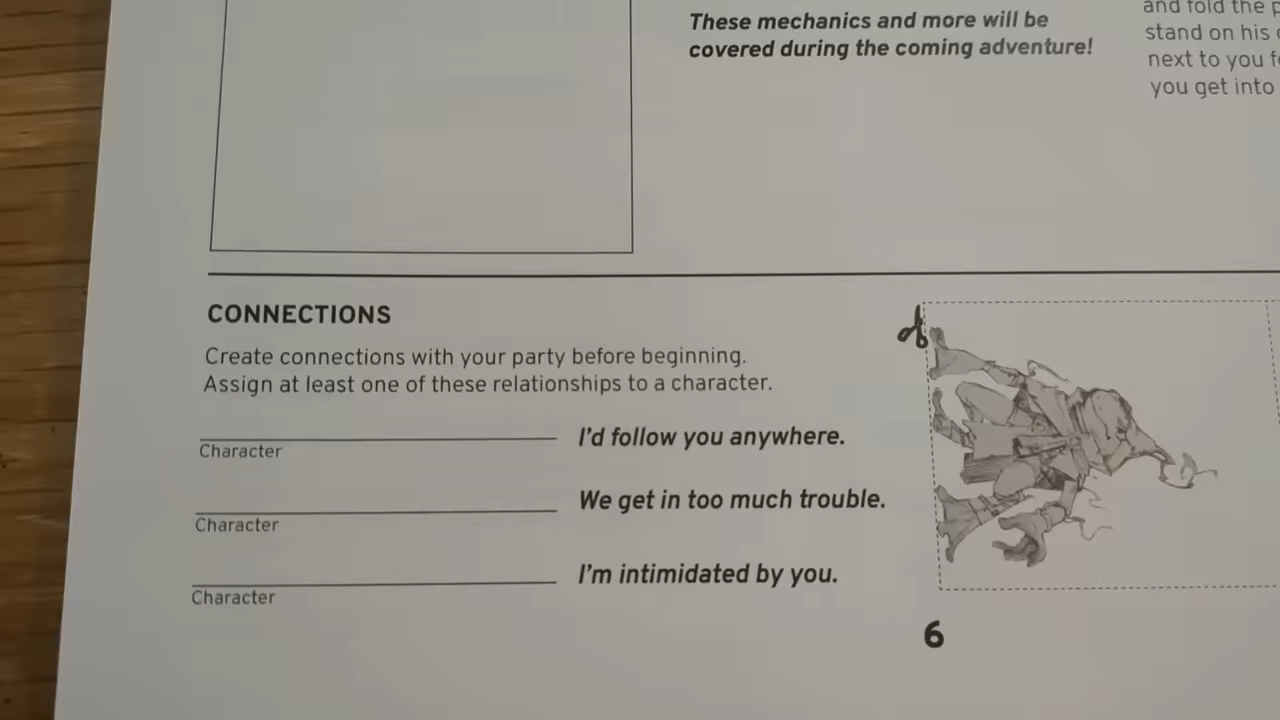 These mechanics and more will be
covered during the coming adventure!
and fold the
stand on his
next to you
you get into
CONNECTIONS
Create connections with your party before beginning.
Assign at least one of these relationships to a character.
Character
I'd follow you anywhere.
Character
We get in too much trouble.
Character
I'm intimidated by you.
6